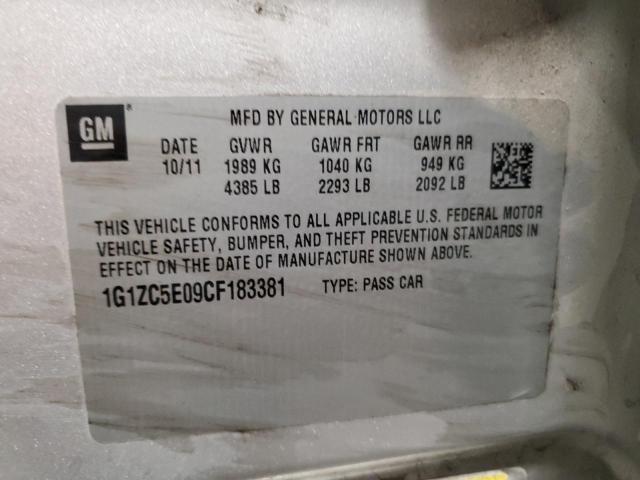 GM ®
MFD BY GENERAL MOTORS LLC
DATE GVWR GAWR FRT GAWR RR
10/11 1989 KG 1040 KG 949 KG
4385 LB 2293 LB 2092 LB
THIS VEHICLE CONFORMS TO ALL APPLICABLE U.S. FEDERAL MOTOR
VEHICLE SAFETY, BUMPER, AND THEFT PREVENTION STANDARDS IN
EFFECT ON THE DATE OF MANUFACTURE SHOWN ABOVE.
1G1ZC5E09CF183381 TYPE: PASS CAR